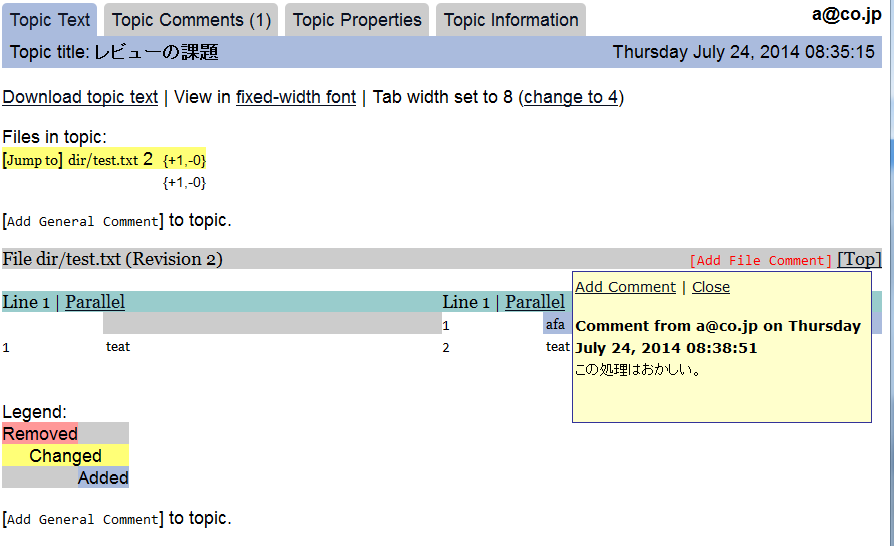 Topic Text Topic Comments (1) Topic Properties Topic Information a@co.jp
Topic title: レビューの課題 Thursday July 24, 2014 08:35:15
Download topic text | View in fixed-width font | Tab width set to 8 (change to 4)
Files in topic:
[Jump to] dir/test.txt 2 {+1,-0}
{+1,-0}
[Add General Comment] to topic.
File dir/test.txt (Revision 2) [Add File Comment] [Top]
Line 1 | Parallel Line 1 | Parallel
1 afa
1 teat 2 teat
Add Comment | Close
Comment from a@co.jp on Thursday
July 24, 2014 08:38:51
この処理はおかしい。
Legend:
Removed
Changed
Added
[Add General Comment] to topic.